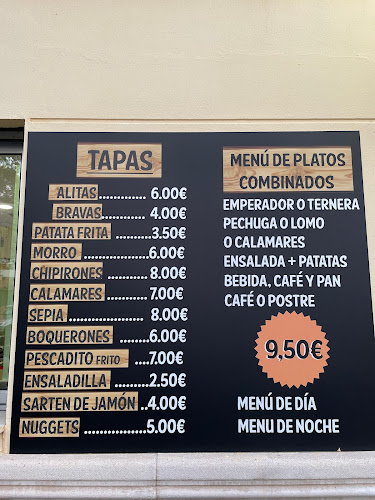 TAPAS
ALITAS............. 6.00€
BRAVAS............ 4.00€
PATATA FRITA .........3.50€
MORRO ..................6.00€
CHIPIRONES ........... 8.00€
CALAMARES ..........7.00€
SEPIA .................... 8.00€
BOQUERONES ........6.00€
PESCADITO FRITO ....7.00€
ENSALADILLA .........2.50€
SARTEN DE JAMÓN ..4.00€
NUGGETS ................5.00€
MENÚ DE PLATOS
COMBINADOS
EMPERADOR O TERNERA
PECHUGA O LOMO
O CALAMARES
ENSALADA + PATATAS
BEBIDA, CAFÉ Y PAN
CAFÉ O POSTRE
9,50€
MENÚ DE DÍA
MENU DE NOCHE